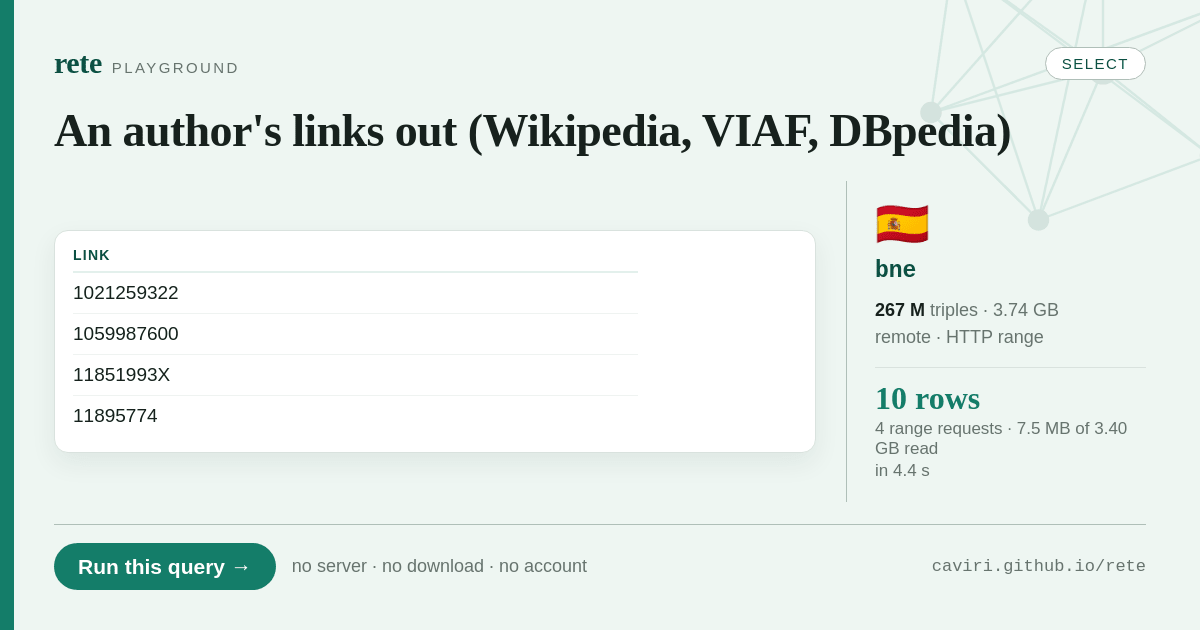 rete PLAYGROUND
SELECT
An author's links out (Wikipedia, VIAF, DBpedia)
LINK
1021259322
1059987600
11851993X
11895774
bne
267 M triples · 3.74 GB
remote · HTTP range
10 rows
4 range requests · 7.5 MB of 3.40
GB read
in 4.4 s
Run this query →
no server · no download · no account
caviri.github.io/rete